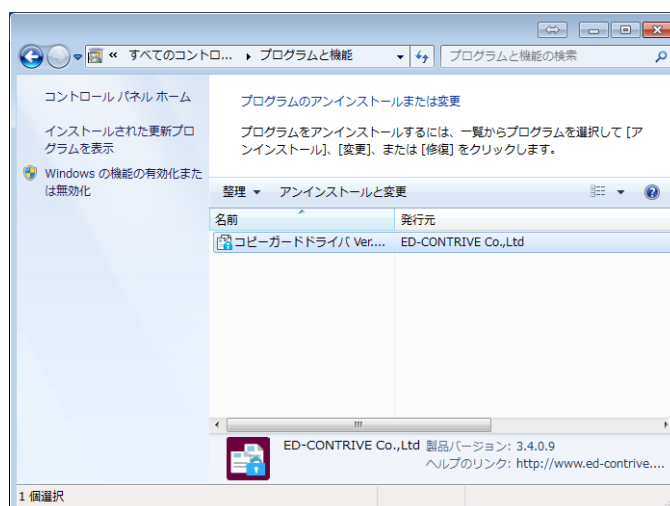 « すべてのコントロ... プログラムと機能
プログラムと機能の検索
コントロール パネル ホーム
インストールされた更新プロ
グラムを表示
Windows の機能の有効化また
は無効化
プログラムのアンインストールまたは変更
プログラムをアンインストールするには、一覧からプログラムを選択して [ア
ンインストール]、[変更]、または [修復] をクリックします。
整理 アンインストールと変更
名前 発行元
コピーガードドライバ Ver.... ED-CONTRIVE Co.,Ltd
ED-CONTRIVE Co.,Ltd 製品バージョン: 3.4.0.9
ヘルプのリンク: http://www.ed-contrive....
1 個選択